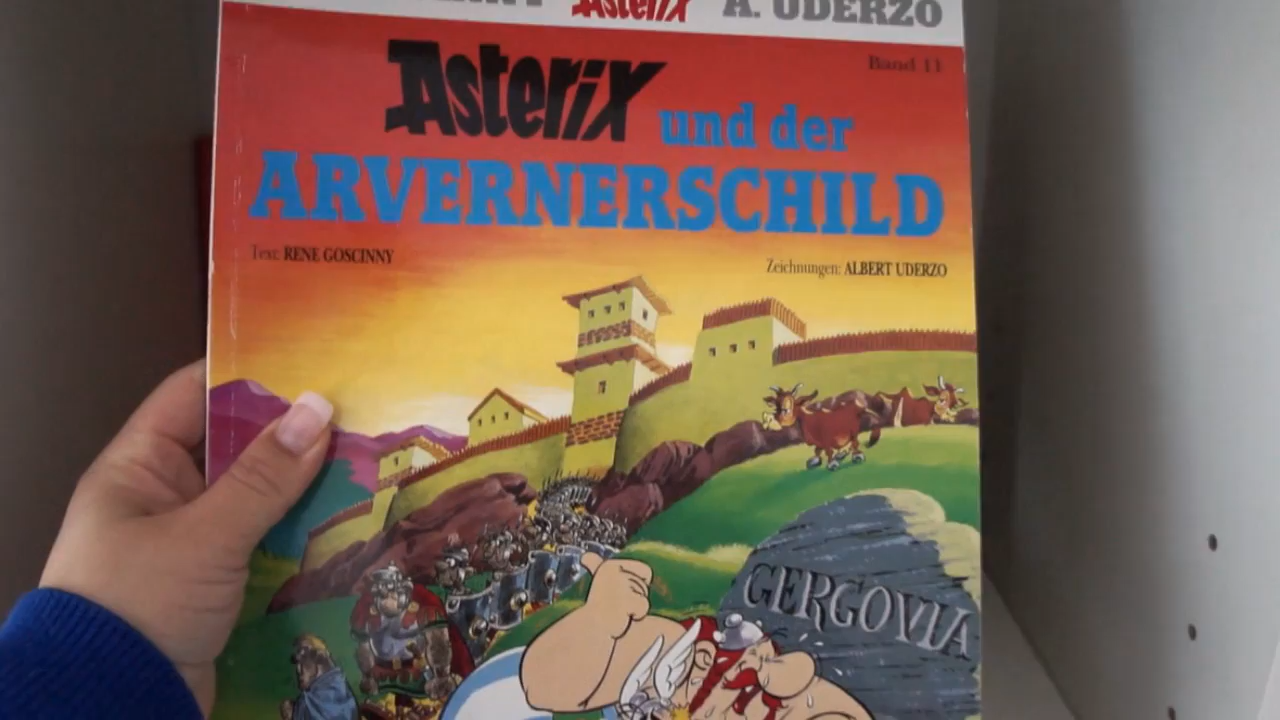 Asterix A. UDERZO
Band 11
Asterix und der
ARVERNERSCHILD
Text: RENE GOSCINNY
Zeichnungen: ALBERT UDERZO
GERGOVIA